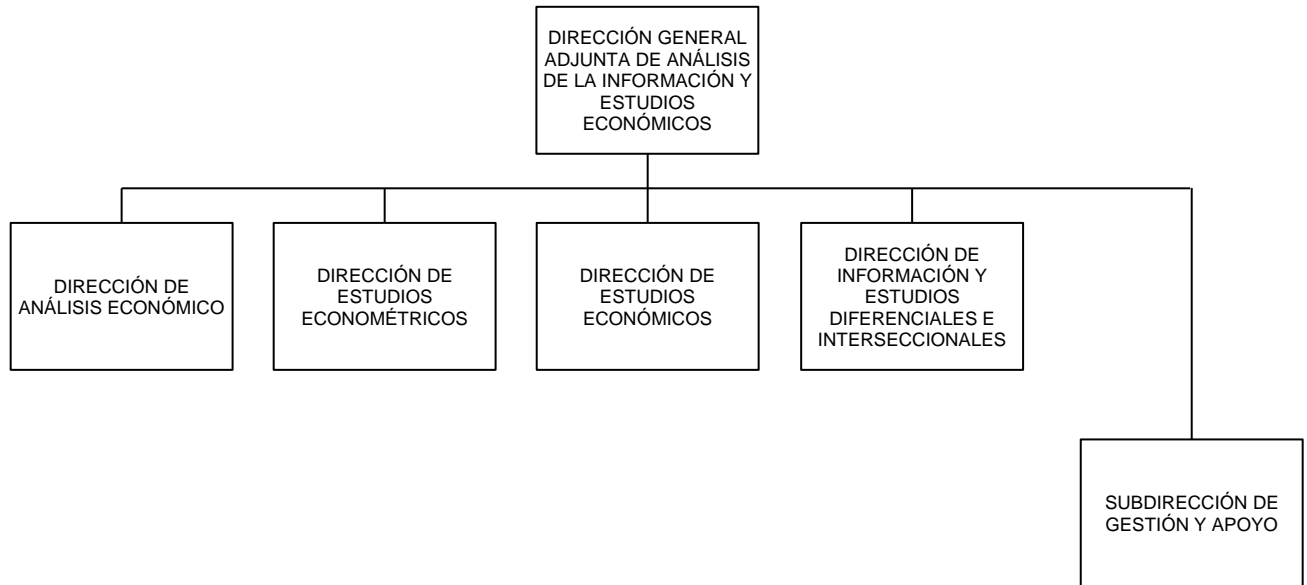 DIRECCIÓN GENERAL
ADJUNTA DE ANÁLISIS
DE LA INFORMACIÓN Y
ESTUDIOS
ECONÓMICOS
DIRECCIÓN DE
ANÁLISIS ECONÓMICO
DIRECCIÓN DE
ESTUDIOS
ECONOMÉTRICOS
DIRECCIÓN DE
ESTUDIOS
ECONÓMICOS
DIRECCIÓN DE
INFORMACIÓN Y
ESTUDIOS
DIFERENCIALES E
INTERSECCIONALES
SUBDIRECCIÓN DE
GESTIÓN Y APOYO